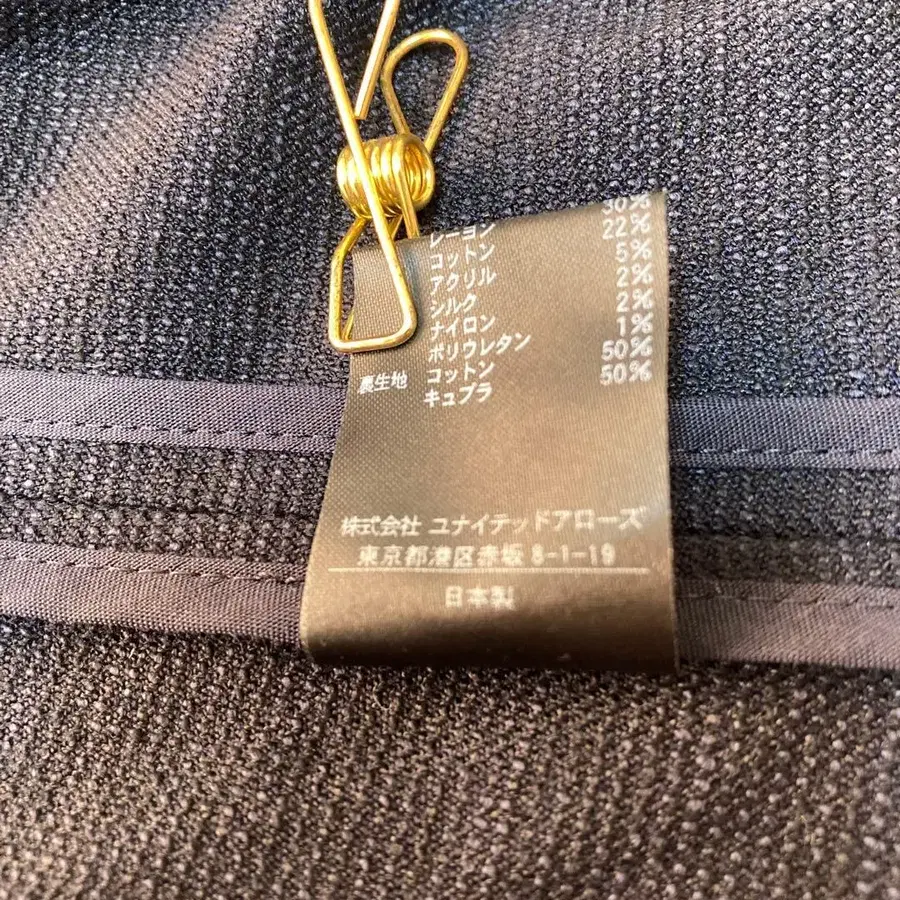 レーヨン 30%
コットン 22%
アクリル 5%
シルク 2%
ナイロン 2%
ポリウレタン 1%
裏生地 コットン 50%
キュプラ 50%
株式会社 ユナイテッドアローズ
東京都港区赤坂 8-1-19
日本製